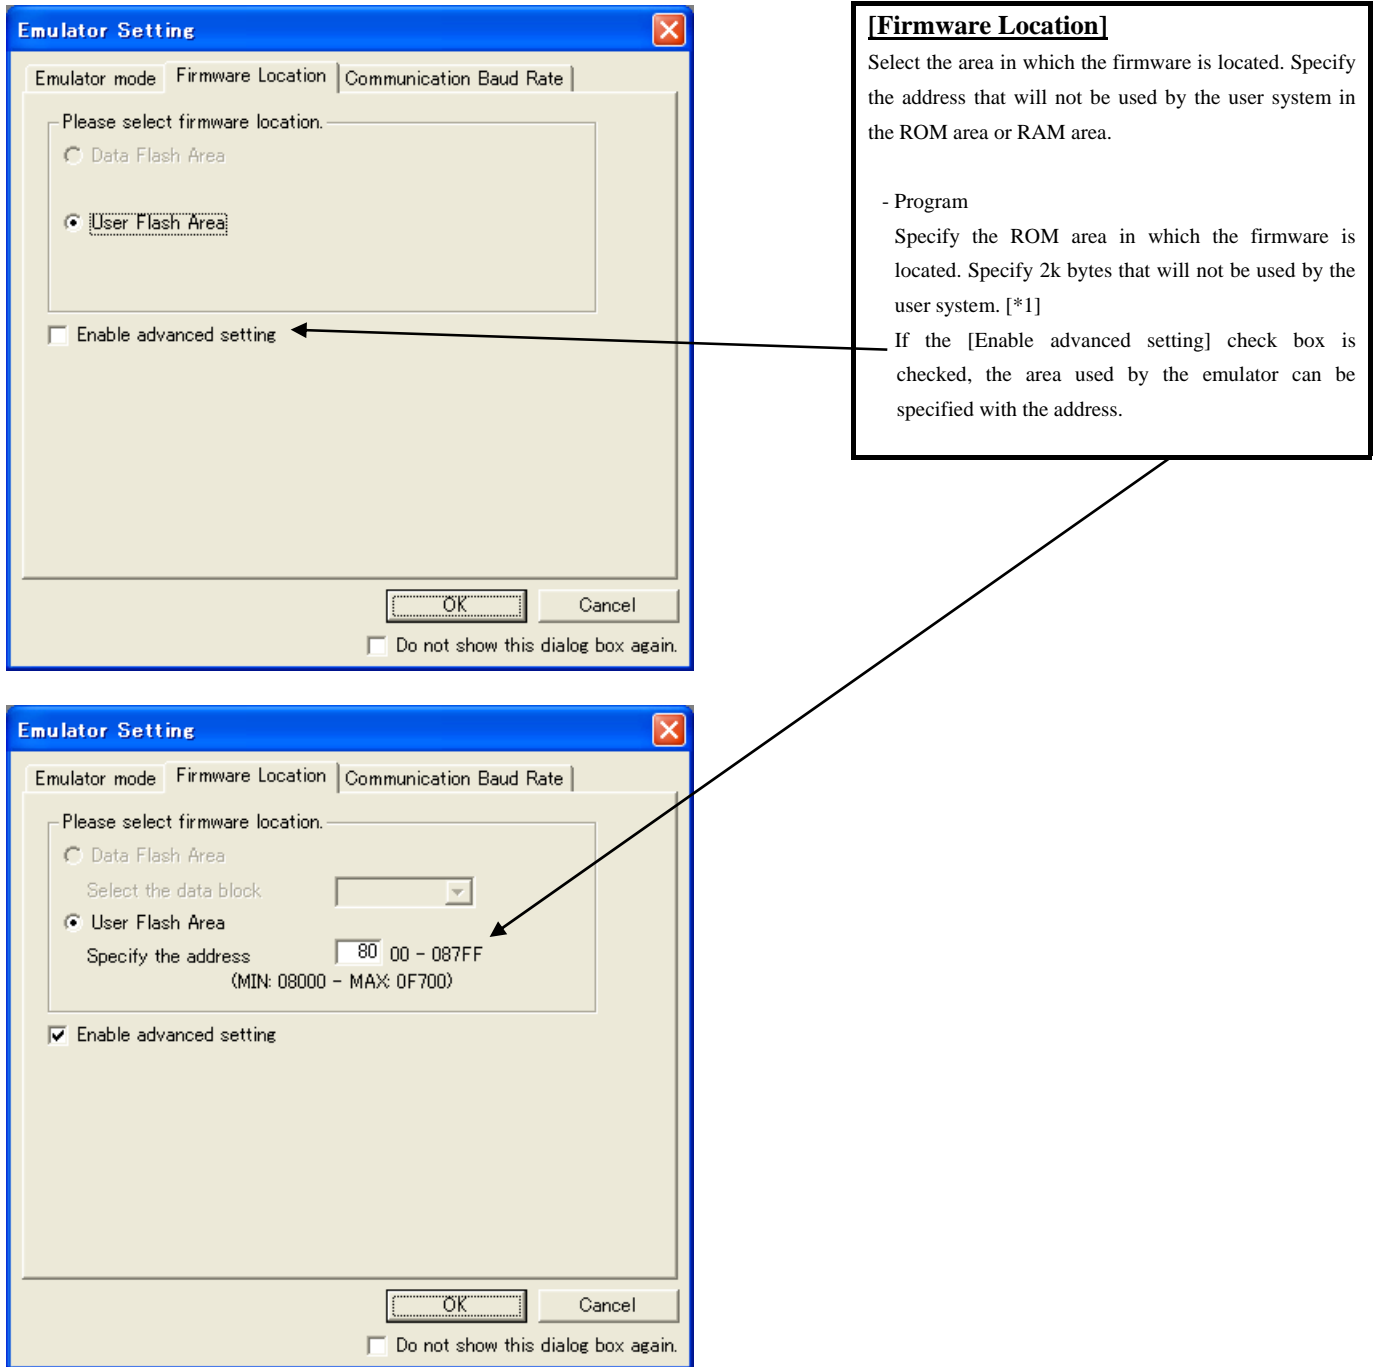 Emulator Setting
Emulator mode Firmware Location Communication Baud Rate
Please select firmware location.
Data Flash Area
User Flash Area
Enable advanced setting
OK Cancel
Do not show this dialog box again.
[Firmware Location]
Select the area in which the firmware is located. Specify
the address that will not be used by the user system in
the ROM area or RAM area.
- Program
Specify the ROM area in which the firmware is
located. Specify 2k bytes that will not be used by the
user system. [*1]
If the [Enable advanced setting] check box is
checked, the area used by the emulator can be
specified with the address.
Emulator Setting
Emulator mode Firmware Location Communication Baud Rate
Please select firmware location.
Data Flash Area
Select the data block
User Flash Area
Specify the address 80 00 - 087FF
(MIN: 08000 - MAX: 0F700)
Enable advanced setting
OK Cancel
Do not show this dialog box again.